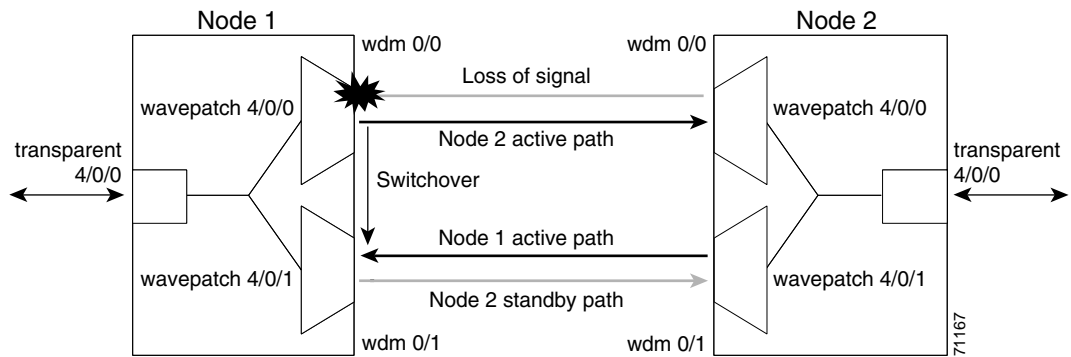 Node 1
Node 2
wdm 0/0
wdm 0/0
Loss of signal
wavepatch 4/0/0
wavepatch 4/0/0
Node 2 active path
transparent
4/0/0
transparent
4/0/0
Switchover
Node 1 active path
wavepatch 4/0/1
wavepatch 4/0/1
Node 2 standby path
wdm 0/1
wdm 0/1
71167